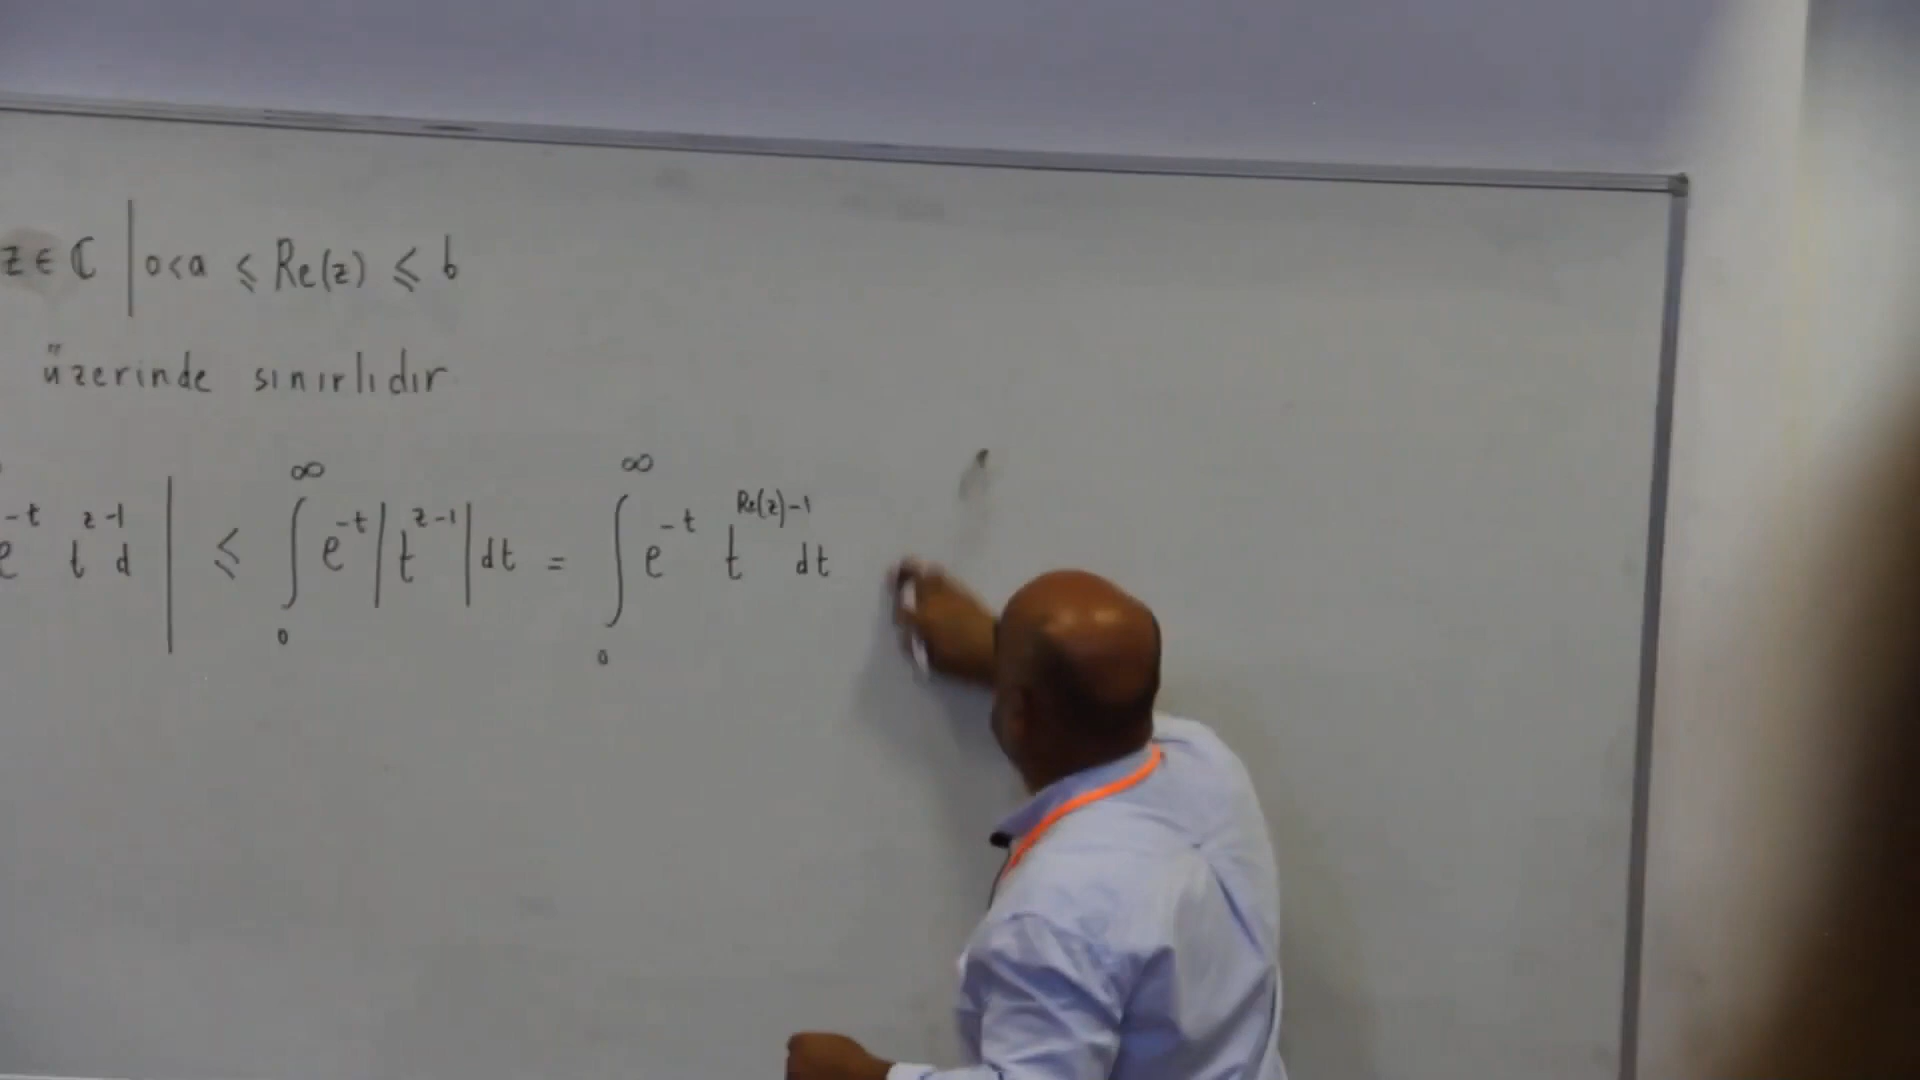 z ∈ ℂ | 0<a ⩽ Re(z) ⩽ b
üzerinde sınırlıdır
e^{-t} t^{z-1} d | ⩽ ∫_0^∞ e^{-t} |t^{z-1}| dt = ∫_0^∞ e^{-t} t^{Re(z)-1} dt